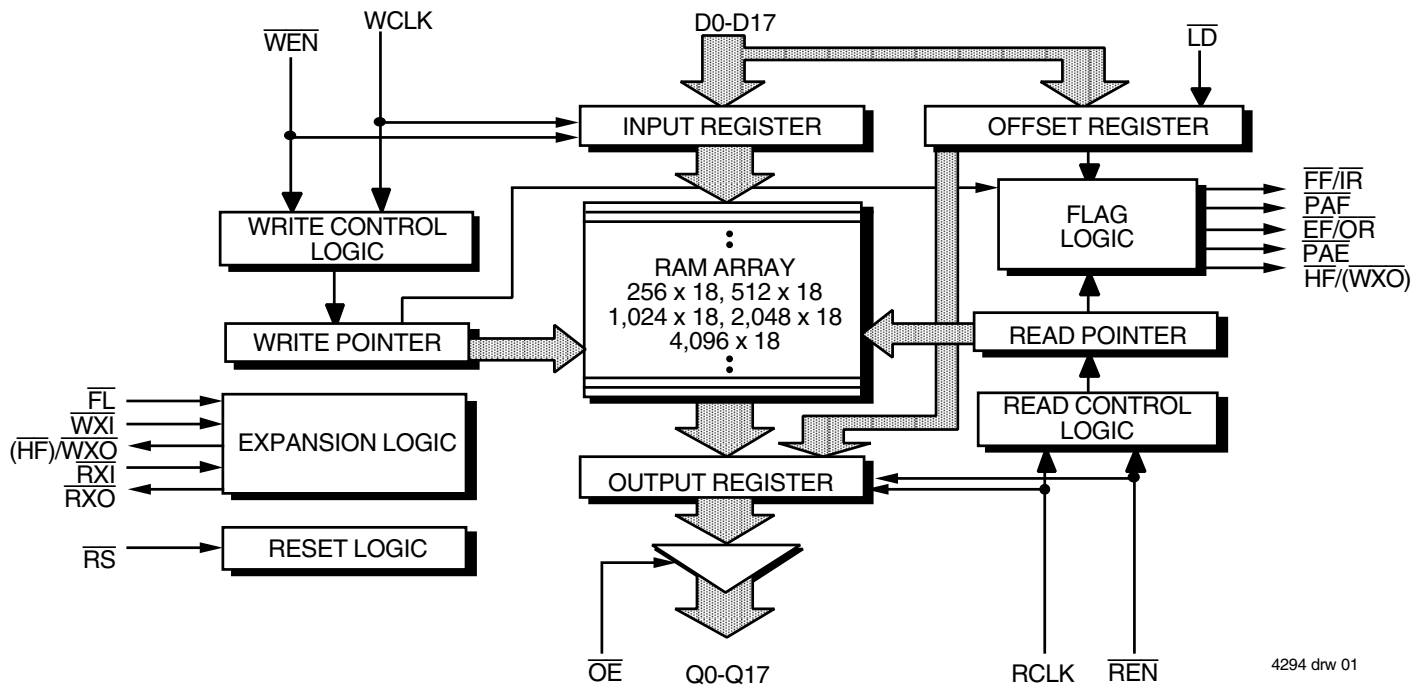 WEN
WCLK
D0-D17
LD
INPUT REGISTER
OFFSET REGISTER
WRITE CONTROL
LOGIC
FLAG
LOGIC
FF/IR
PAF
EF/OR
PAE
HF/(WXO)
RAM ARRAY
256 x 18, 512 x 18
1,024 x 18, 2,048 x 18
4,096 x 18
WRITE POINTER
READ POINTER
FL
WXI
(HF)/WXO
RXI
RXO
EXPANSION LOGIC
READ CONTROL
LOGIC
OUTPUT REGISTER
RS
RESET LOGIC
OE
Q0-Q17
RCLK
REN
4294 drw 01